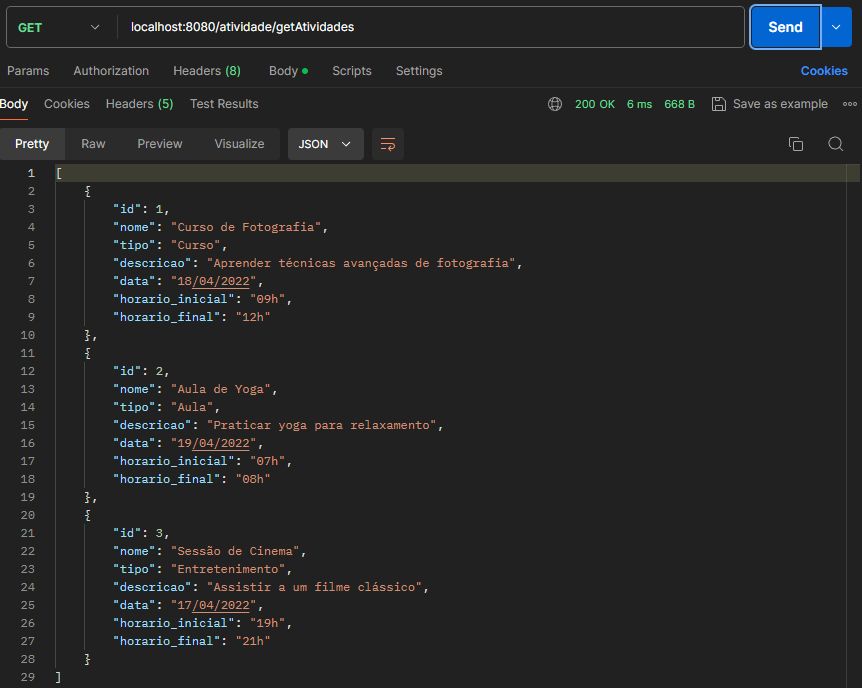 GET localhost:8080/atividade/getAtividades Send
Params Authorization Headers (8) Body Scripts Settings Cookies
Body Cookies Headers (5) Test Results 200 OK 6 ms 668 B Save as example
Pretty Raw Preview Visualize JSON
1 [
2 {
3 "id": 1,
4 "nome": "Curso de Fotografia",
5 "tipo": "Curso",
6 "descricao": "Aprender técnicas avançadas de fotografia",
7 "data": "18/04/2022",
8 "horario_inicial": "09h",
9 "horario_final": "12h"
10 },
11 {
12 "id": 2,
13 "nome": "Aula de Yoga",
14 "tipo": "Aula",
15 "descricao": "Praticar yoga para relaxamento",
16 "data": "19/04/2022",
17 "horario_inicial": "07h",
18 "horario_final": "08h"
19 },
20 {
21 "id": 3,
22 "nome": "Sessão de Cinema",
23 "tipo": "Entretenimento",
24 "descricao": "Assistir a um filme clássico",
25 "data": "17/04/2022",
26 "horario_inicial": "19h",
27 "horario_final": "21h"
28 }
29 ]